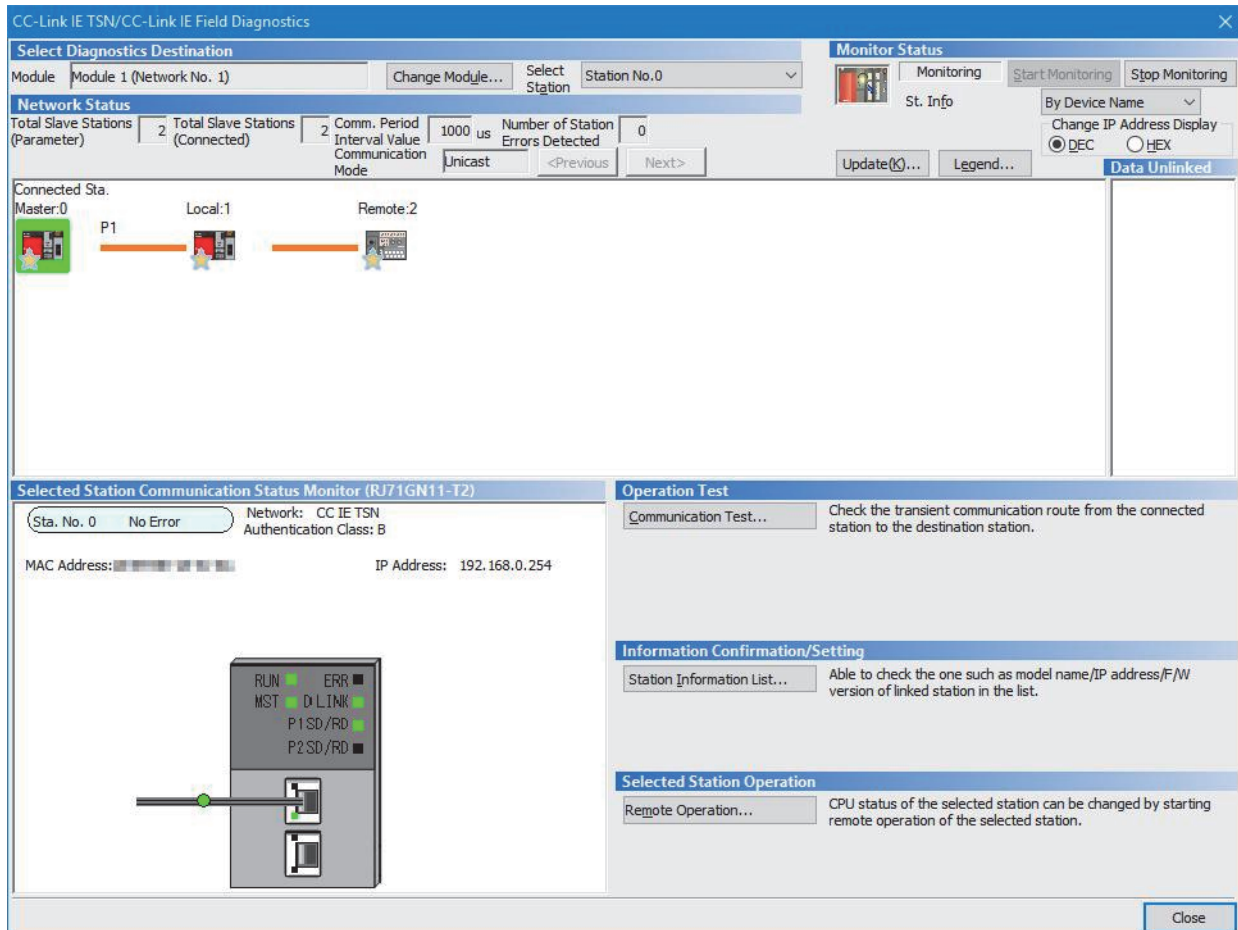 CC-Link IE TSN/CC-Link IE Field Diagnostics
Select Diagnostics Destination
Module Module 1 (Network No. 1) Change Module... Select Station Station No.0
Monitor Status
Monitoring Start Monitoring Stop Monitoring
St. Info By Device Name
Change IP Address Display
DEC HEX
Update(K)... Legend...
Network Status
Total Slave Stations (Parameter) 2 Total Slave Stations (Connected) 2 Comm. Period Interval Value 1000 us Number of Station Errors Detected 0
Communication Mode Unicast <Previous Next>
Data Unlinked
Connected Sta.
Master:0 Local:1 Remote:2
P1
Selected Station Communication Status Monitor (RJ71GN11-T2)
Sta. No. 0 No Error
Network: CC IE TSN
Authentication Class: B
MAC Address: IP Address: 192.168.0.254
RUN ERR
MST D LINK
P1 SD/RD
P2 SD/RD
Operation Test
Communication Test...
Check the transient communication route from the connected
station to the destination station.
Information Confirmation/Setting
Station Information List...
Able to check the one such as model name/IP address/F/W
version of linked station in the list.
Selected Station Operation
Remote Operation...
CPU status of the selected station can be changed by starting
remote operation of the selected station.
Close